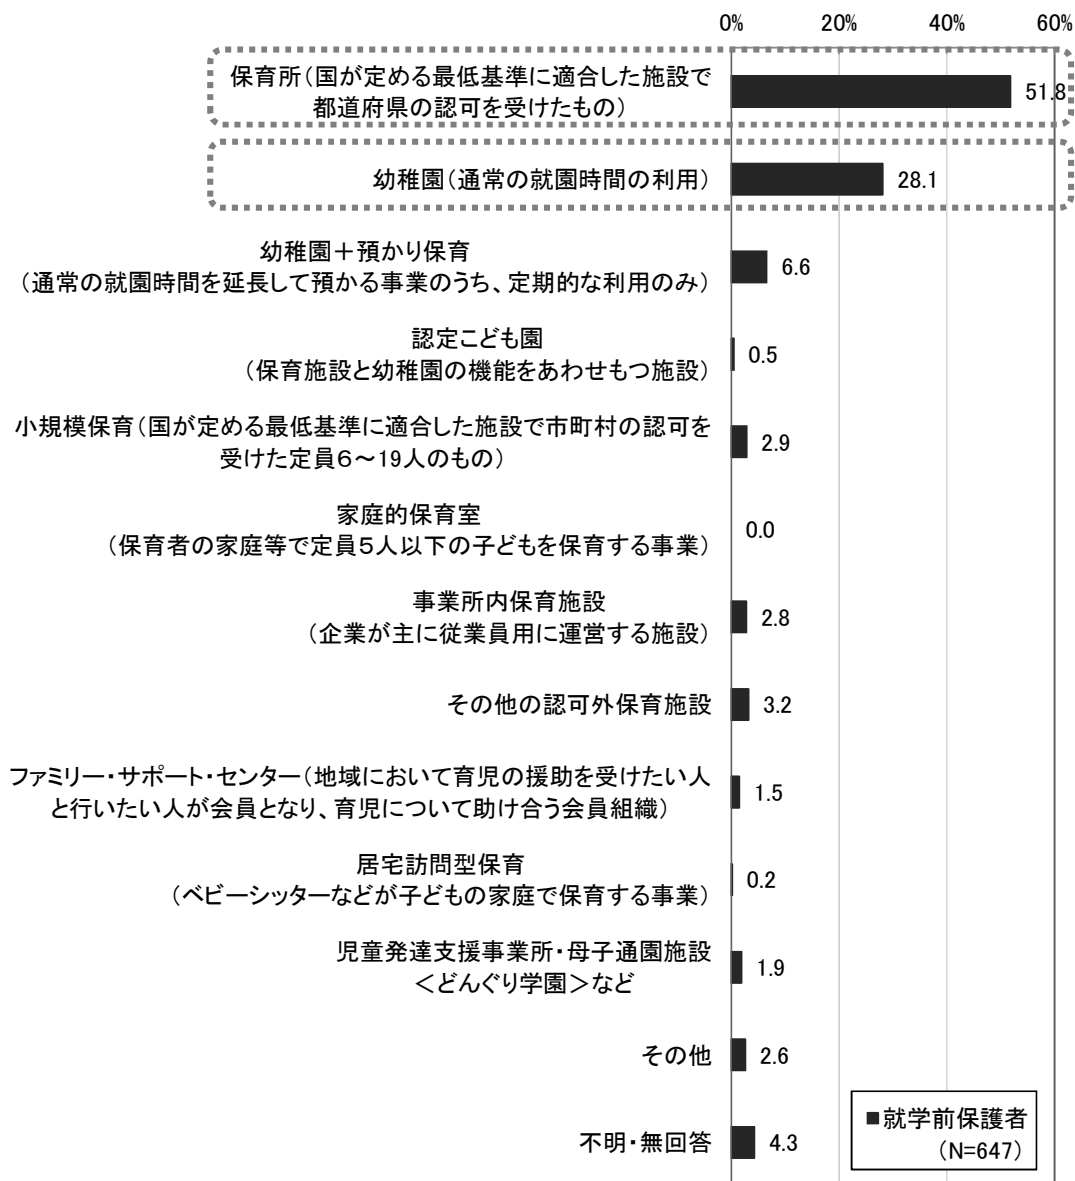 0% 20% 40% 60%
保育所（国が定める最低基準に適合した施設で
都道府県の認可を受けたもの）
51.8
幼稚園（通常の就園時間の利用）
28.1
幼稚園＋預かり保育
（通常の就園時間を延長して預かる事業のうち、定期的な利用のみ）
6.6
認定こども園
（保育施設と幼稚園の機能をあわせもつ施設）
0.5
小規模保育（国が定める最低基準に適合した施設で市町村の認可を
受けた定員６～19人のもの）
2.9
家庭的保育室
（保育者の家庭等で定員５人以下の子どもを保育する事業）
0.0
事業所内保育施設
（企業が主に従業員用に運営する施設）
2.8
その他の認可外保育施設
3.2
ファミリー・サポート・センター（地域において育児の援助を受けたい人
と行いたい人が会員となり、育児について助け合う会員組織）
1.5
居宅訪問型保育
（ベビーシッターなどが子どもの家庭で保育する事業）
0.2
児童発達支援事業所・母子通園施設
＜どんぐり学園＞など
1.9
その他
2.6
不明・無回答
4.3
■就学前保護者
（N=647）